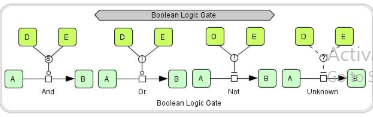 Boolean Logic Gate
D E D E D E D E
A B A B A B A B
And Or Not Unknown
Boolean Logic Gate